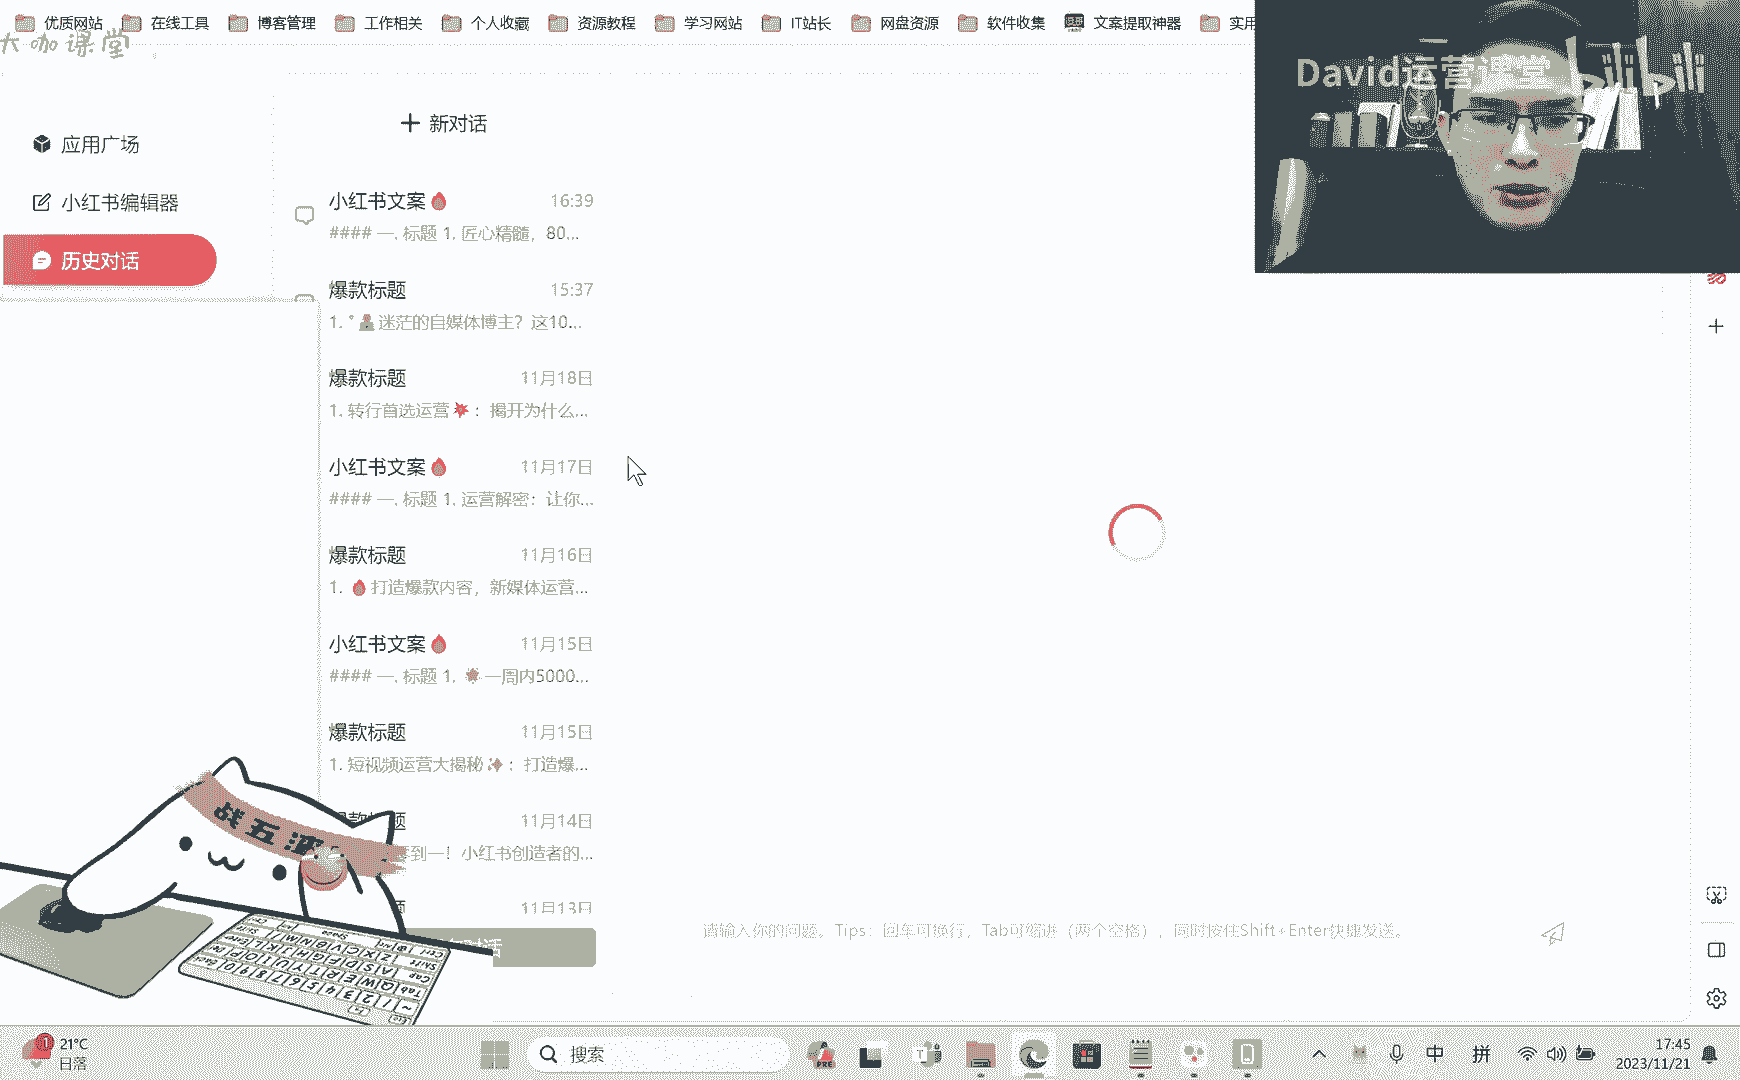 优质网站 在线工具 博客管理 工作相关 个人收藏 资源教程 学习网站 IT站长 网盘资源 软件收集 文案提取神器 实用
大咖课堂
David运营课堂
bilibili
应用广场
小红书编辑器
历史对话
新对话
小红书文案 16:39
#### 一. 标题 1. 匠心精髓，80...
爆款标题 15:37
1. 迷茫的自媒体博主？这10...
爆款标题 11月18日
1. 转行首选运营：揭开为什么...
小红书文案 11月17日
#### 一. 标题 1. 运营解密：让你...
爆款标题 11月16日
1. 打造爆款内容，新媒体运营...
小红书文案 11月15日
#### 一. 标题 1. 一周内5000...
爆款标题 11月15日
1. 短视频运营大揭秘：打造爆...
题 11月14日
到一！小红书创造者的...
题 11月13日
战五渣
请输入你的问题。Tips：回车可换行，Tab可缩进（两个空格），同时按住Shift+Enter快捷发送。
21°C
日落
搜索
中 拼
17:45
2023/11/21